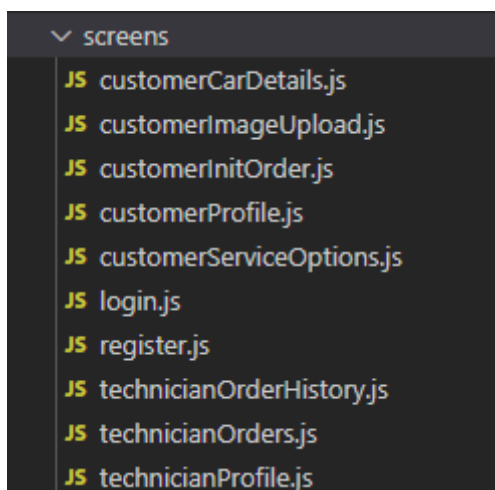 screens
JS customerCarDetails.js
JS customerImageUpload.js
JS customerInitOrder.js
JS customerProfile.js
JS customerServiceOptions.js
JS login.js
JS register.js
JS technicianOrderHistory.js
JS technicianOrders.js
JS technicianProfile.js